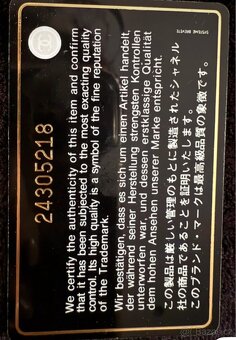 24305218
We certify the authenticity of this item and confirm
that it has been subjected to the most exacting quality
control. Its high quality is a symbol of the fine reputation
of the Trademark.
Wir bestätigen, dass es sich um einen Artikel handelt,
der während seiner Herstellung strengsten Kontrollen
unterworfen war, und dessen erstklassige Qualität
dem hohen Ansehen unserer Marke entspricht.
この製品は厳しい管理のもとに製造されたシャネル
社の商品であることを証明いたします。
このブランド・マークは最高級品質の象徴です。